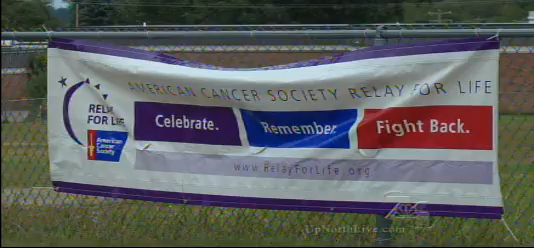 AMERICAN CANCER SOCIETY RELAY FOR LIFE
RELAY
FOR LIFE
American
Cancer
Society
Celebrate.
Remember.
Fight Back.
www.RelayForLife.org
UpNorthLive.com